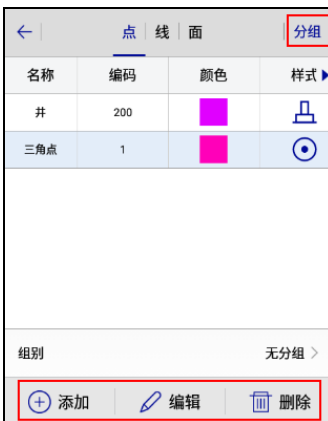 点 线 面 分组
名称 编码 颜色 样式
井 200
三角点 1
组别 无分组
添加 编辑 删除